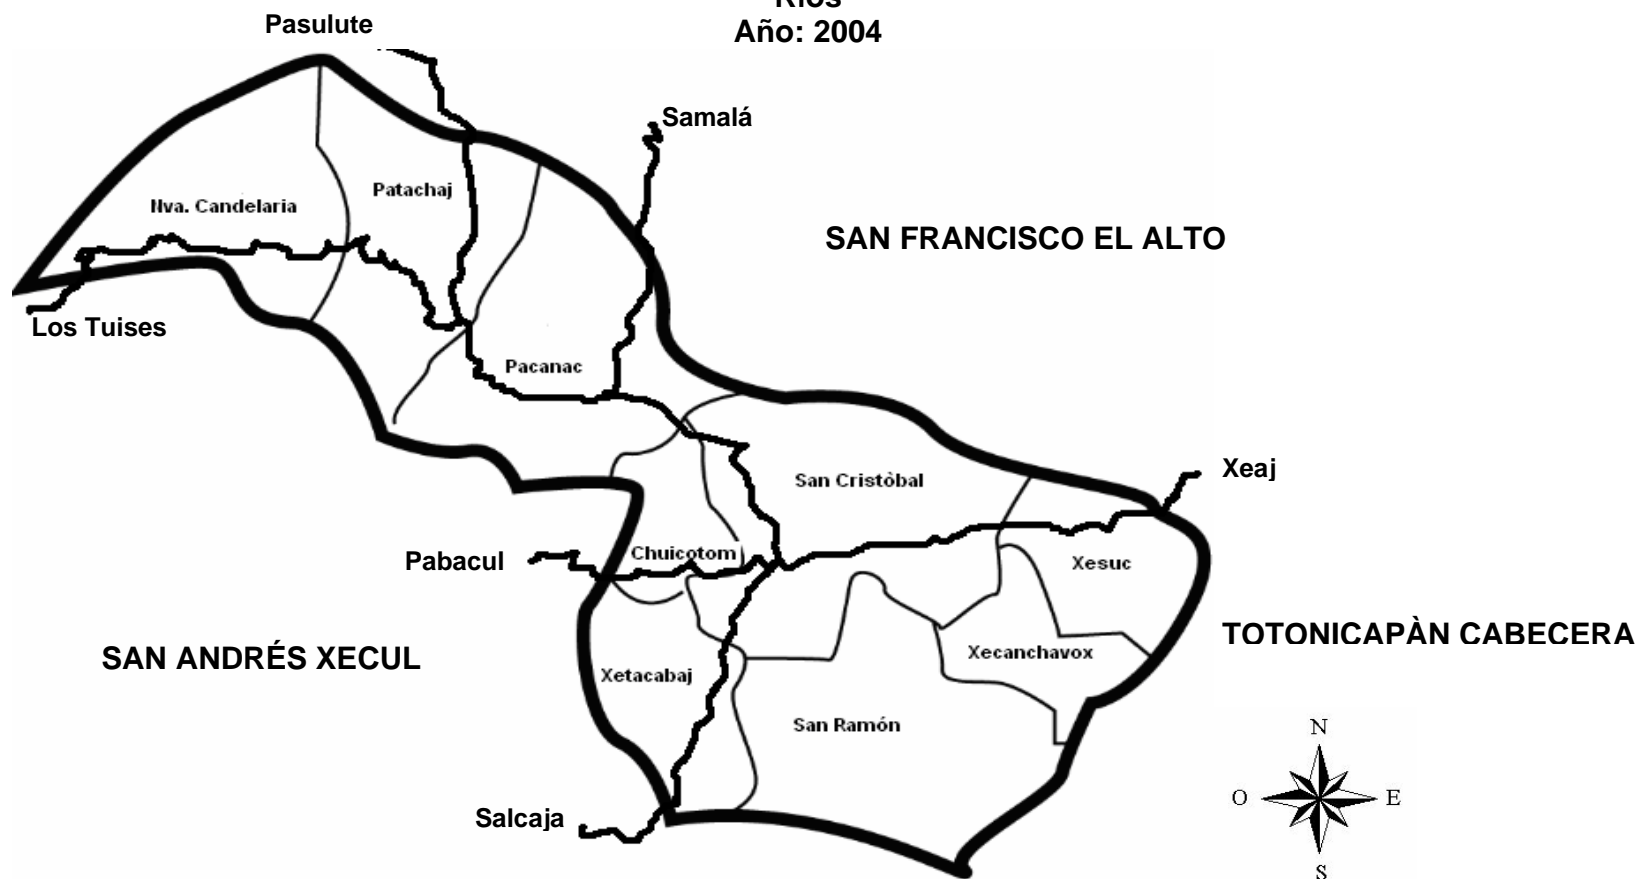 Ríos
Año: 2004
Pasulute
Samalá
Patachaj
Nva. Candelaria
SAN FRANCISCO EL ALTO
Los Tuises
Pacanac
Xeaj
San Cristòbal
Chuicotom
Pabacul
Xesuc
TOTONICAPÀN CABECERA
SAN ANDRÉS XECUL
Xecanchavox
Xetacabaj
San Ramón
N
O
E
Salcaja
S